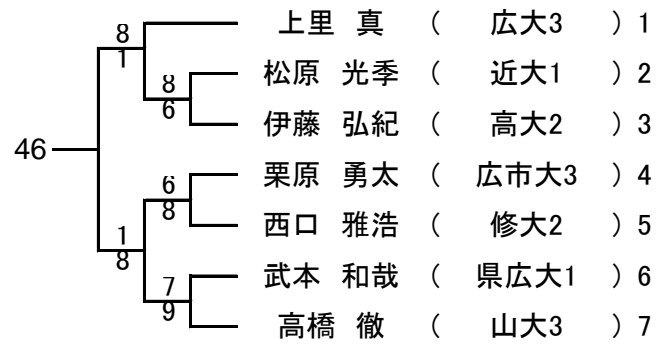 上里 真 ( 広大3 ) 1
8
1
松原 光季 ( 近大1 ) 2
8
6
伊藤 弘紀 ( 高大2 ) 3
46
栗原 勇太 ( 広市大3 ) 4
6
8
西口 雅浩 ( 修大2 ) 5
1
8
武本 和哉 ( 県広大1 ) 6
7
9
高橋 徹 ( 山大3 ) 7